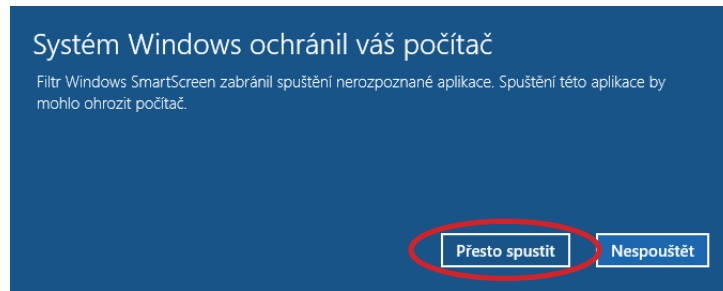 Systém Windows ochránil váš počítač
Filtr Windows SmartScreen zabránil spuštění nerozpoznané aplikace. Spuštění této aplikace by
mohlo ohrozit počítač.
Přesto spustit
Nespouštět